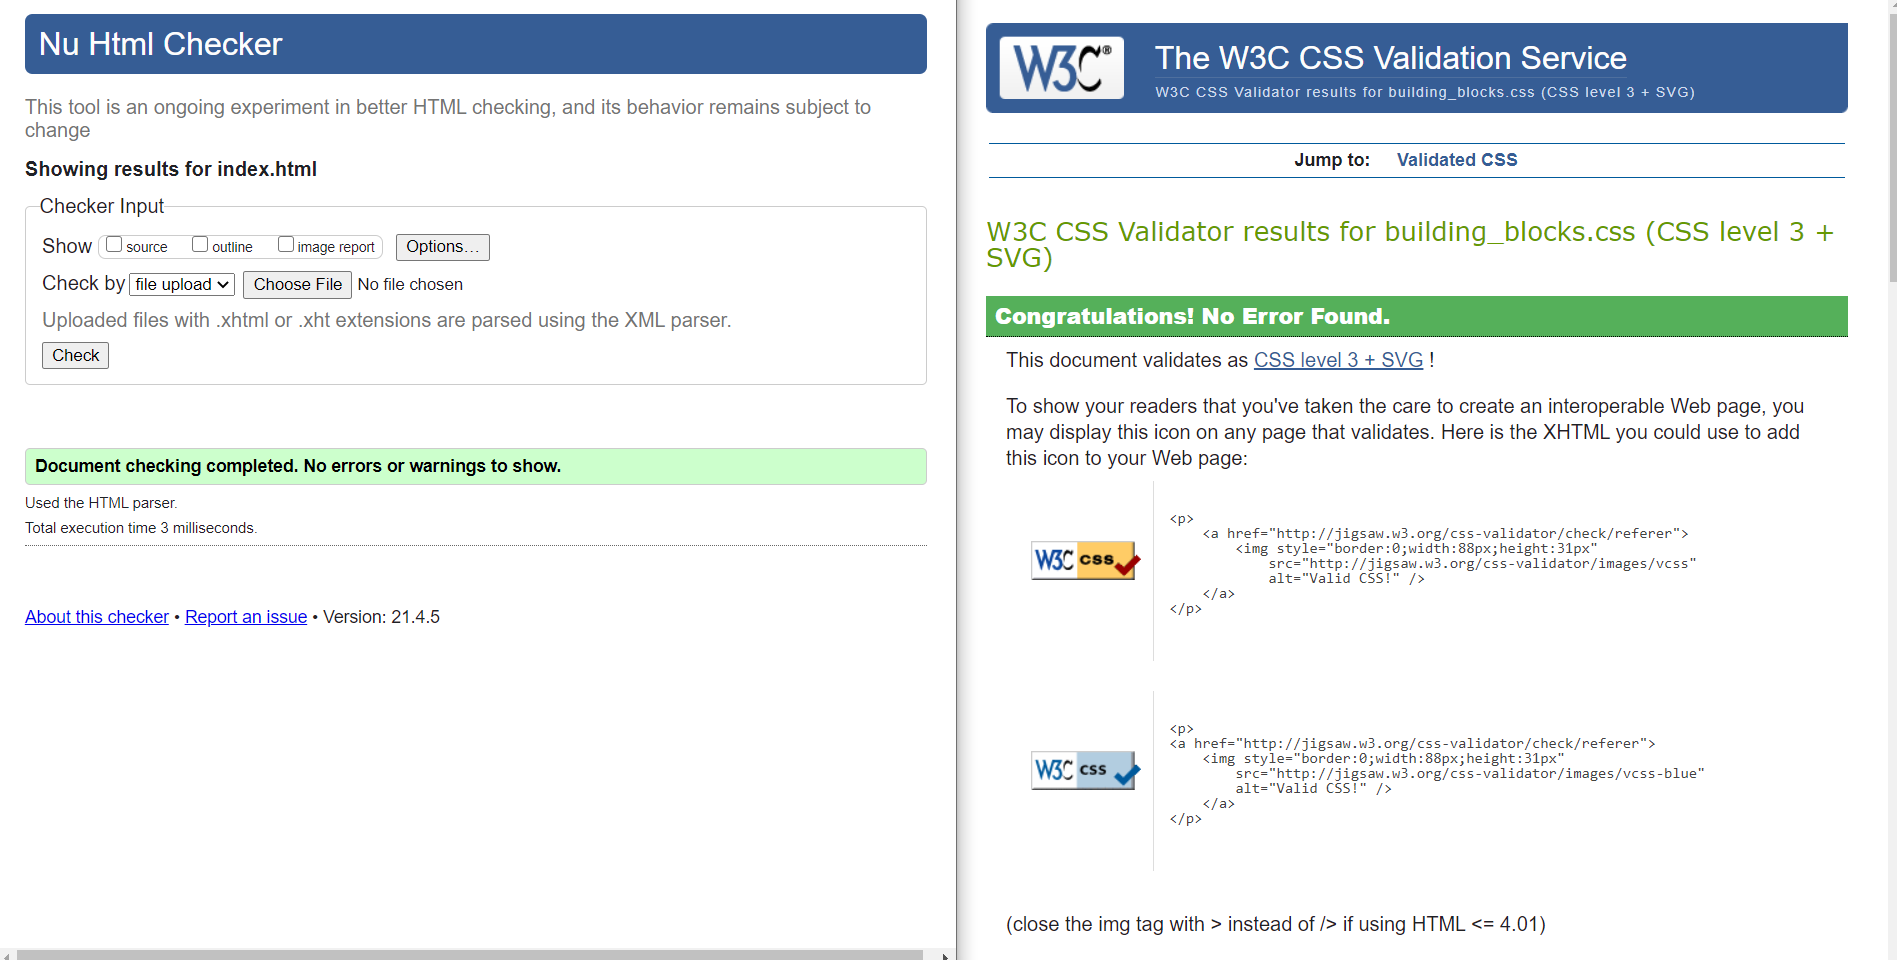 Nu Html Checker
This tool is an ongoing experiment in better HTML checking, and its behavior remains subject to
change
Showing results for index.html
Checker Input
Show source outline image report Options...
Check by file upload Choose File No file chosen
Uploaded files with .xhtml or .xht extensions are parsed using the XML parser.
Check
Document checking completed. No errors or warnings to show.
Used the HTML parser.
Total execution time 3 milliseconds.
About this checker • Report an issue • Version: 21.4.5
W3C®
The W3C CSS Validation Service
W3C CSS Validator results for building_blocks.css (CSS level 3 + SVG)
Jump to: Validated CSS
W3C CSS Validator results for building_blocks.css (CSS level 3 +
SVG)
Congratulations! No Error Found.
This document validates as CSS level 3 + SVG !
To show your readers that you've taken the care to create an interoperable Web page, you
may display this icon on any page that validates. Here is the XHTML you could use to add
this icon to your Web page:
W3C css
<p>
    <a href="http://jigsaw.w3.org/css-validator/check/referer">
        <img style="border:0;width:88px;height:31px"
            src="http://jigsaw.w3.org/css-validator/images/vcss"
            alt="Valid CSS!" />
    </a>
</p>
W3C css
<p>
<a href="http://jigsaw.w3.org/css-validator/check/referer">
    <img style="border:0;width:88px;height:31px"
        src="http://jigsaw.w3.org/css-validator/images/vcss-blue"
        alt="Valid CSS!" />
    </a>
</p>
(close the img tag with > instead of /> if using HTML <= 4.01)